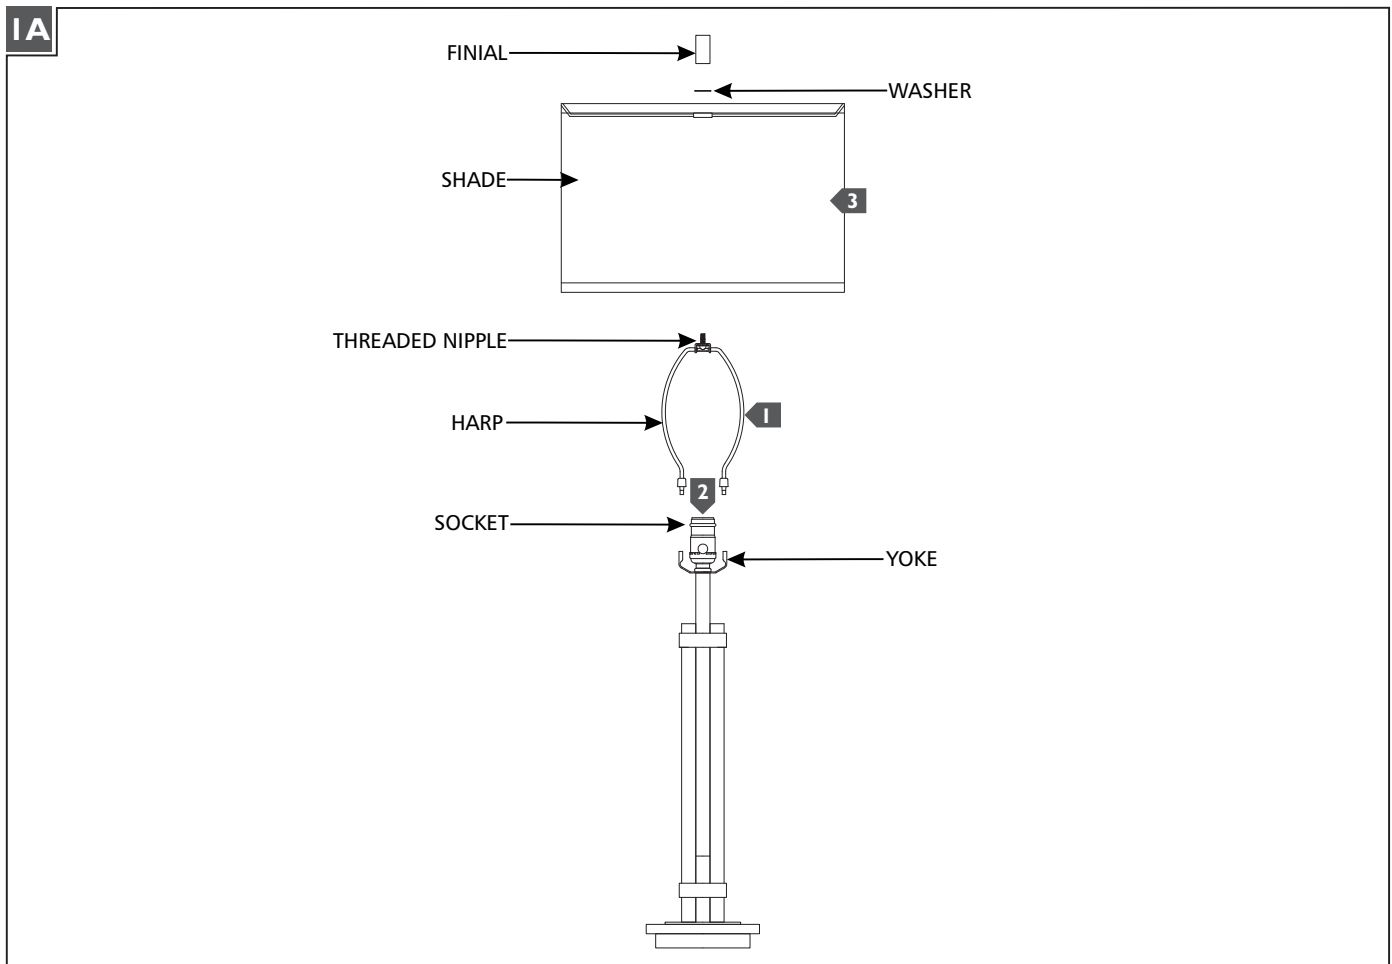 1A
FINIAL
WASHER
SHADE
3
THREADED NIPPLE
HARP
1
2
SOCKET
YOKE